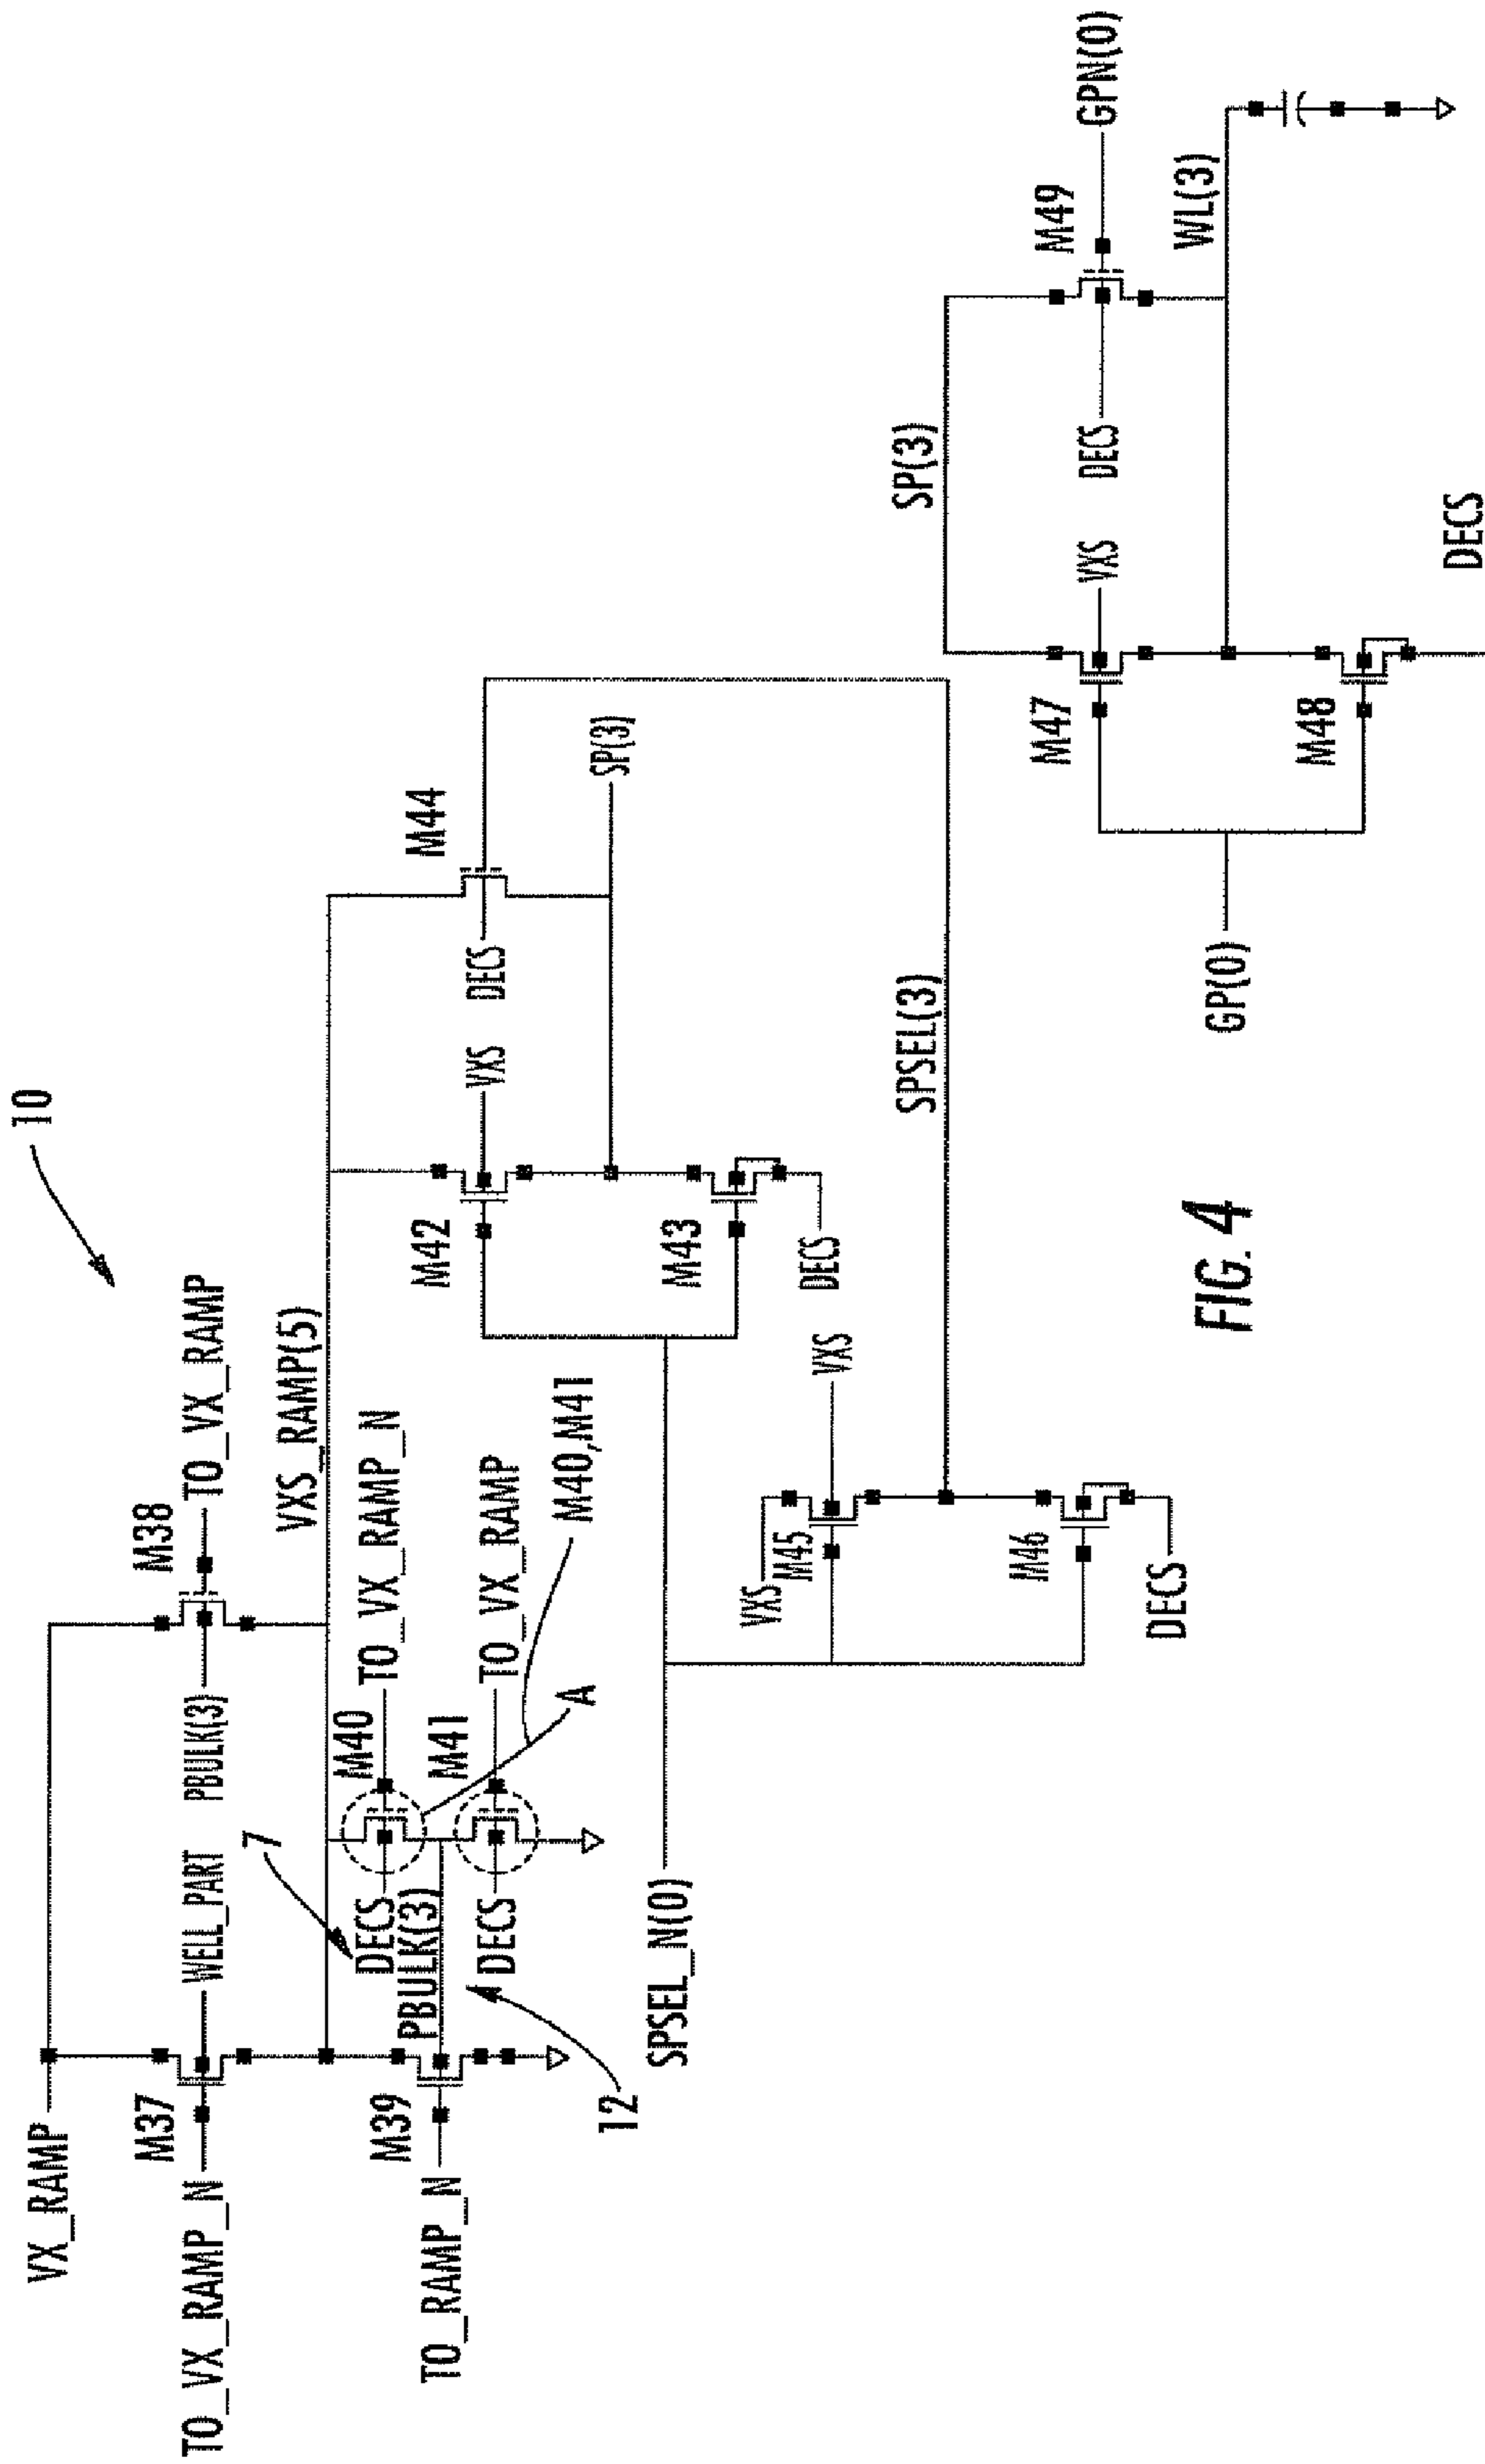 10
VX_RAMP
M37
WELL_PART
PBULK(3)
M38
TO_VX_RAMP
TO_VX_RAMP_N
VXS_RAMP(5)
7
M40
TO_VX_RAMP_N
DECS
M39
PBULK(3)
TO_RAMP_N
M41
TO_VX_RAMP
DECS
A
M40,M41
12
M42
VXS
DECS
M44
SP(3)
M43
DECS
SPSEL_N(0)
VXS
M45
VXS
SPSEL(3)
M46
DECS
SP(3)
M47
VXS
DECS
M49
GPN(0)
GP(0)
WL(3)
M48
DECS
FIG. 4